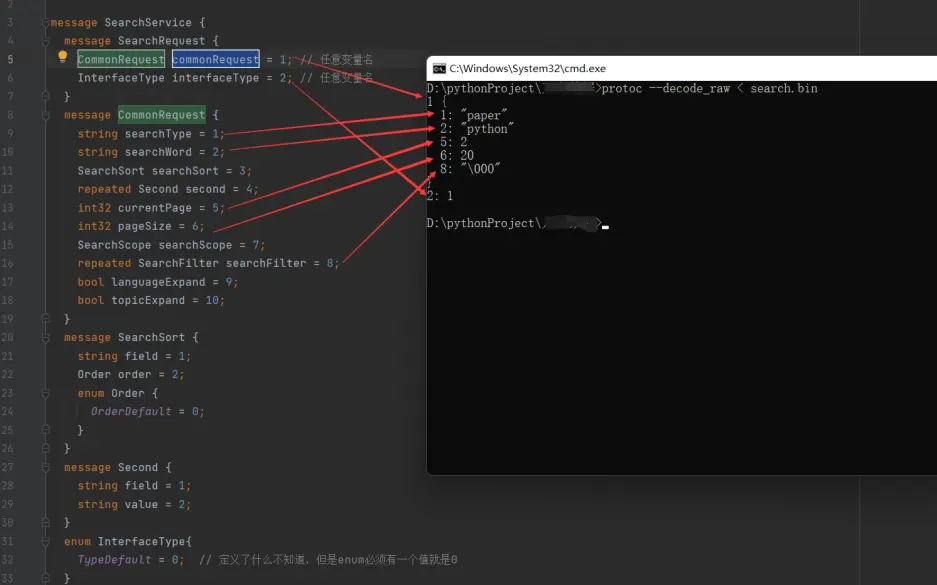 2
3 message SearchService {
4 message SearchRequest {
5 CommonRequest commonRequest = 1; // 任意变量名
6 InterfaceType interfaceType = 2; // 任意变量名
7 }
8 message CommonRequest {
9 string searchType = 1;
10 string searchWord = 2;
11 SearchSort searchSort = 3;
12 repeated Second second = 4;
13 int32 currentPage = 5;
14 int32 pageSize = 6;
15 SearchScope searchScope = 7;
16 repeated SearchFilter searchFilter = 8;
17 bool languageExpand = 9;
18 bool topicExpand = 10;
19 }
20 message SearchSort {
21 string field = 1;
22 Order order = 2;
23 enum Order {
24 OrderDefault = 0;
25 }
26 }
27 message Second {
28 string field = 1;
29 string value = 2;
30 }
31 enum InterfaceType{
32 TypeDefault = 0; // 定义了什么不知道，但是enum必须有一个值就是0
33 }
C:\Windows\System32\cmd.exe
D:\pythonProject\ >protoc --decode_raw < search.bin
1 {
1: "paper"
2: "python"
5: 2
6: 20
8: "\000"
}
2: 1
D:\pythonProject\ >